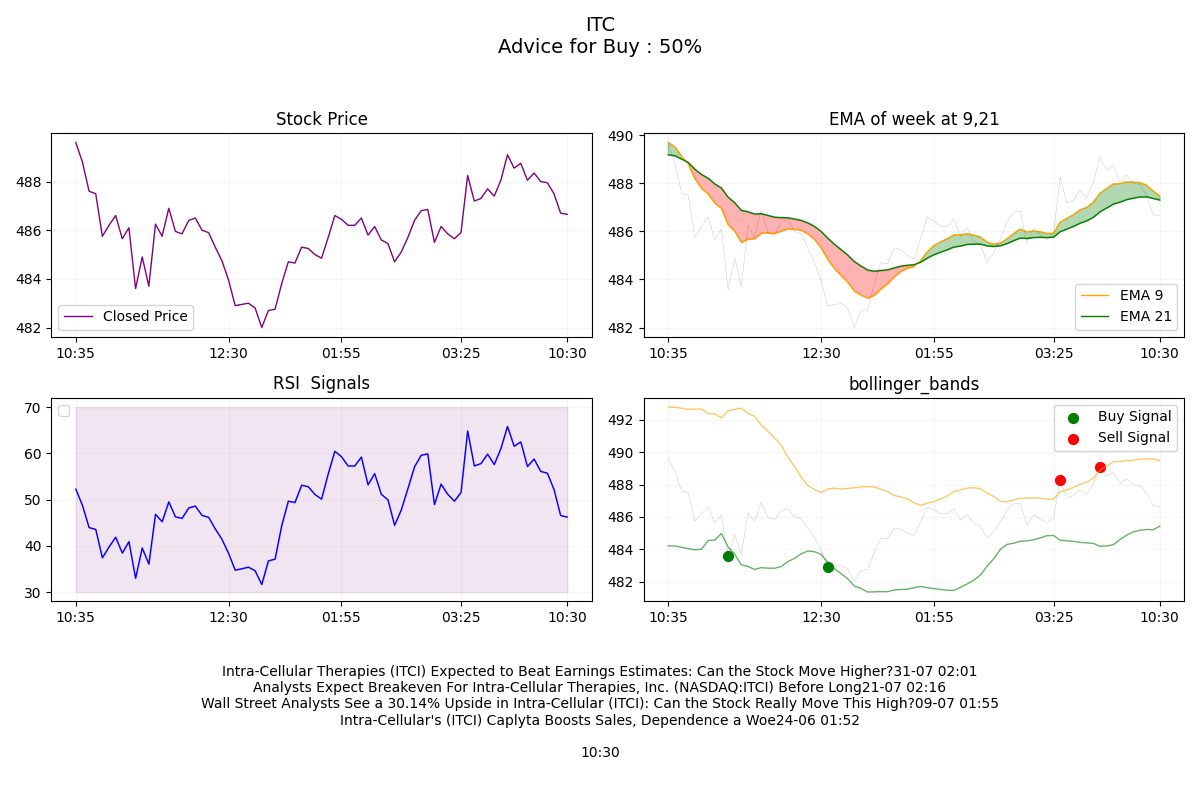 ITC
Advice for Buy : 50%
Stock Price
488
486
484
482
Closed Price
10:35 12:30 01:55 03:25 10:30
EMA of week at 9,21
490
488
486
484
482
EMA 9
EMA 21
10:35 12:30 01:55 03:25 10:30
RSI  Signals
70
60
50
40
30
10:35 12:30 01:55 03:25 10:30
bollinger_bands
492
490
488
486
484
482
Buy Signal
Sell Signal
10:35 12:30 01:55 03:25 10:30
Intra-Cellular Therapies (ITCI) Expected to Beat Earnings Estimates: Can the Stock Move Higher?31-07 02:01
Analysts Expect Breakeven For Intra-Cellular Therapies, Inc. (NASDAQ:ITCI) Before Long21-07 02:16
Wall Street Analysts See a 30.14% Upside in Intra-Cellular (ITCI): Can the Stock Really Move This High?09-07 01:55
Intra-Cellular's (ITCI) Caplyta Boosts Sales, Dependence a Woe24-06 01:52
10:30